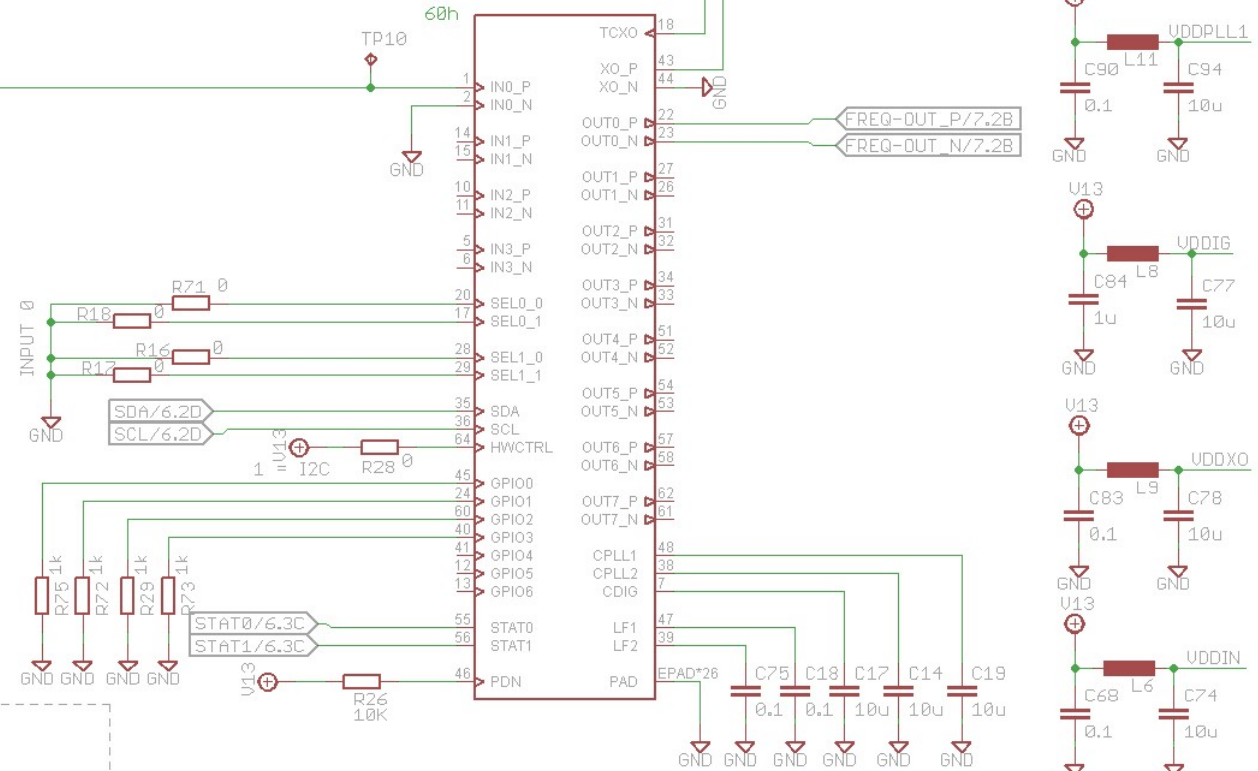 60h
TP10
1 IN0_P
2 IN0_N
GND
14 IN1_P
15 IN1_N
10 IN2_P
11 IN2_N
5 IN3_P
6 IN3_N
INPUT 0
R71 0
20 SEL0_0
R18 0
17 SEL0_1
R16 0
28 SEL1_0
R17 0
29 SEL1_1
GND
SDA/6.2D
35 SDA
SCL/6.2D
36 SCL
V13
1 = I2C
R28 0
64 HWCTRL
45 GPIO0
24 GPIO1
60 GPIO2
40 GPIO3
41 GPIO4
12 GPIO5
13 GPIO6
R75 1k
R72 1k
R29 1k
R73 1k
GND GND GND GND
STAT0/6.3C
55 STAT0
STAT1/6.3C
56 STAT1
V13
R26
10K
46 PDN
TCXO 18
XO_P 43
XO_N 44
GND
OUT0_P 22
FREQ-OUT_P/7.2B
OUT0_N 23
FREQ-OUT_N/7.2B
OUT1_P 27
OUT1_N 26
OUT2_P 31
OUT2_N 32
OUT3_P 34
OUT3_N 33
OUT4_P 51
OUT4_N 52
OUT5_P 54
OUT5_N 53
OUT6_P 57
OUT6_N 58
OUT7_P 62
OUT7_N 61
CPLL1 48
CPLL2 38
CDIG 7
LF1 47
LF2 39
PAD EPAD*26
C75 C18 C17 C14 C19
0.1 0.1 10u 10u 10u
GND GND GND GND GND GND
VDDPLL1
L11
C90 C94
0.1 10u
GND GND
V13
VDDIG
L8
C84 C77
1u 10u
GND GND
V13
VDDXO
L9
C83 C78
0.1 10u
GND GND
V13
VDDIN
L6
C68 C74
0.1 10u